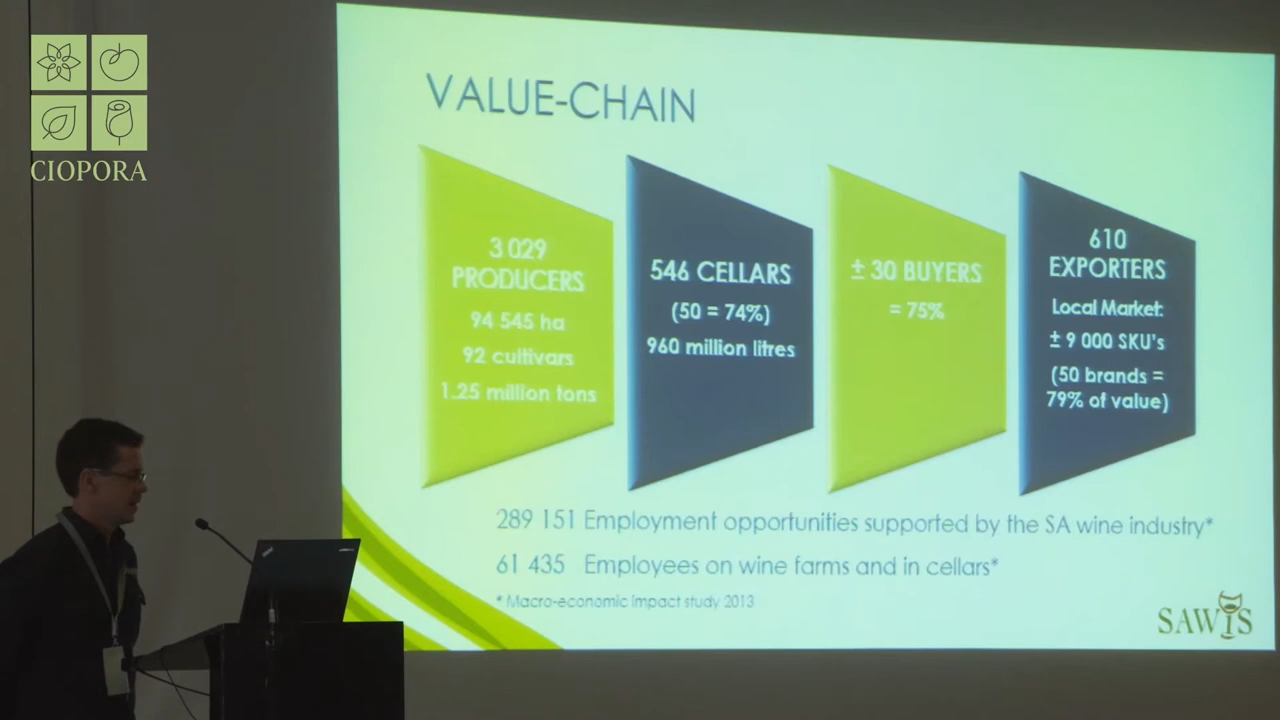 CIOPORA
VALUE-CHAIN
3 029
PRODUCERS
94 545 ha
92 cultivars
1.25 million tons
546 CELLARS
(50 = 74%)
960 million litres
± 30 BUYERS
= 75%
610
EXPORTERS
Local Market:
± 9 000 SKU's
(50 brands =
79% of value)
289 151 Employment opportunities supported by the SA wine industry*
61 435 Employees on wine farms and in cellars*
* Macro-economic impact study 2013
SAWIS